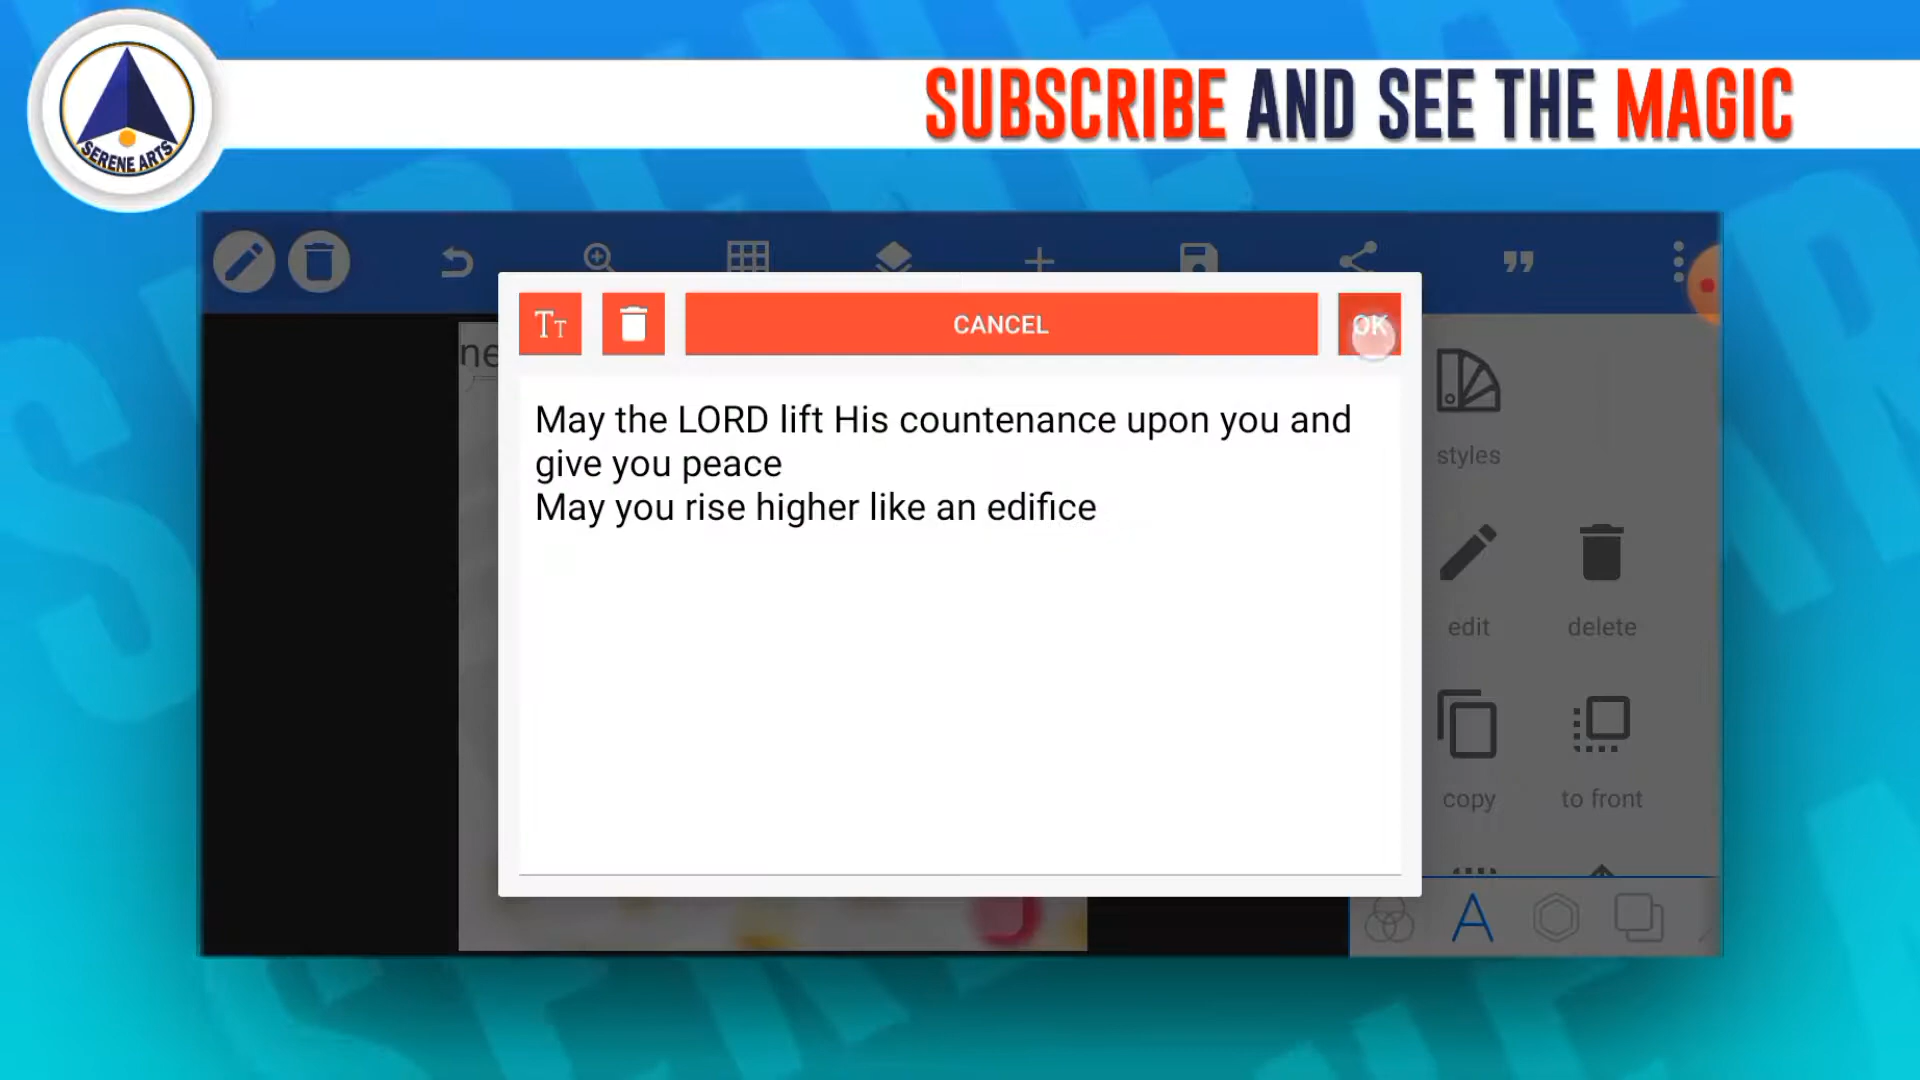 SERENE ARTS
SUBSCRIBE AND SEE THE MAGIC
CANCEL
OK
May the LORD lift His countenance upon you and
give you peace
May you rise higher like an edifice
ne
styles
edit
delete
copy
to front